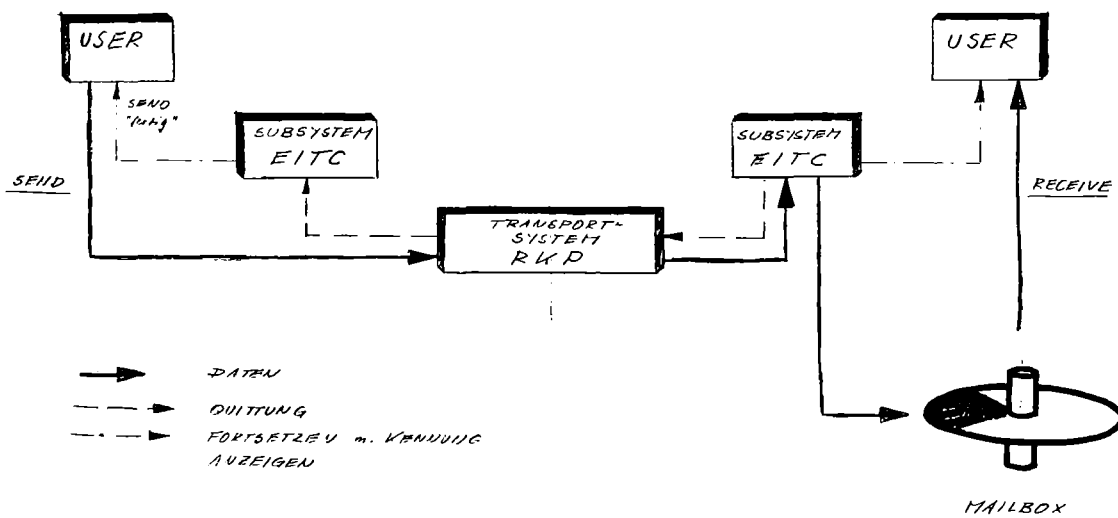 USER
USER
SEND
"fertig"
SUBSYSTEM
EITC
SUBSYSTEM
EITC
SEND
RECEIVE
TRANSPORT-
SYSTEM
RKP
DATEN
QUITTUNG
FORTSETZEN m. KENNUNG
ANZEIGEN
MAILBOX